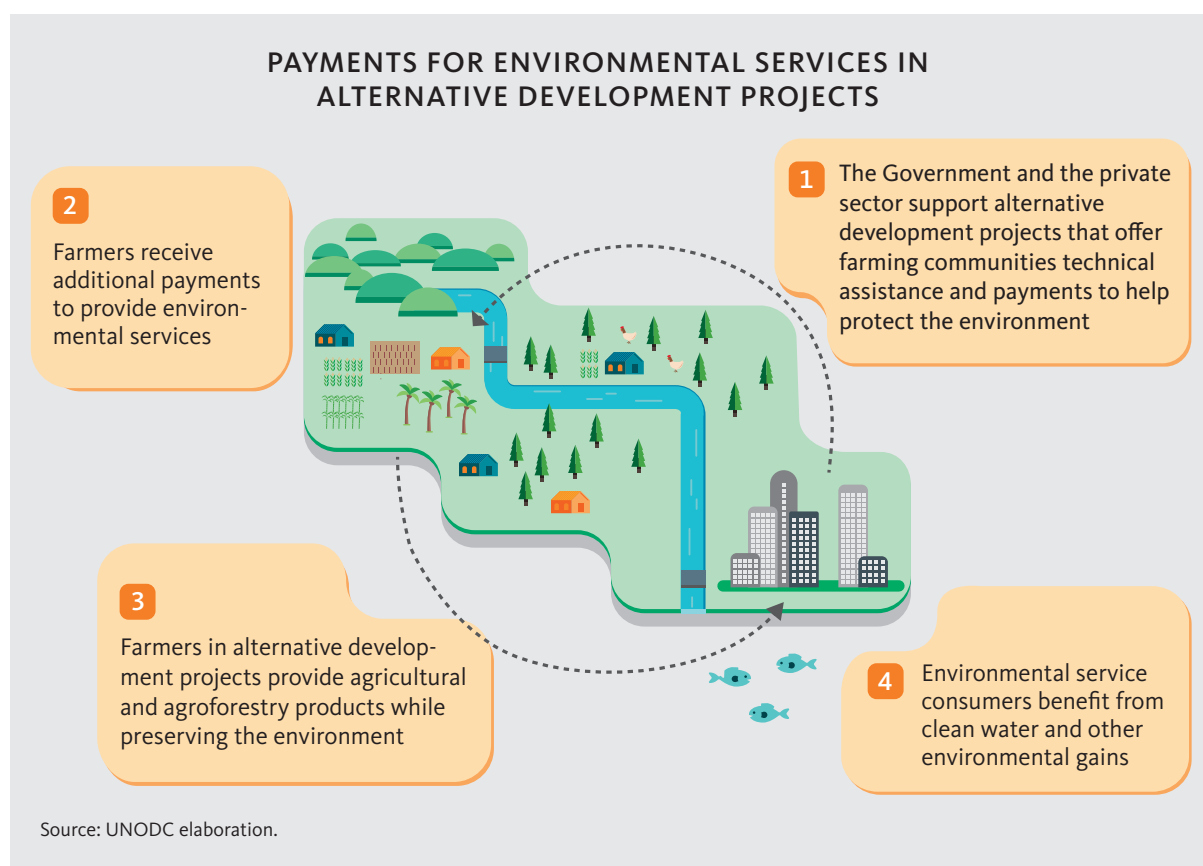 PAYMENTS FOR ENVIRONMENTAL SERVICES IN
ALTERNATIVE DEVELOPMENT PROJECTS
1
The Government and the private
sector support alternative
development projects that offer
farming communities technical
assistance and payments to help
protect the environment
2
Farmers receive
additional payments
to provide environ-
mental services
3
Farmers in alternative develop-
ment projects provide agricultural
and agroforestry products while
preserving the environment
4
Environmental service
consumers benefit from
clean water and other
environmental gains
Source: UNODC elaboration.